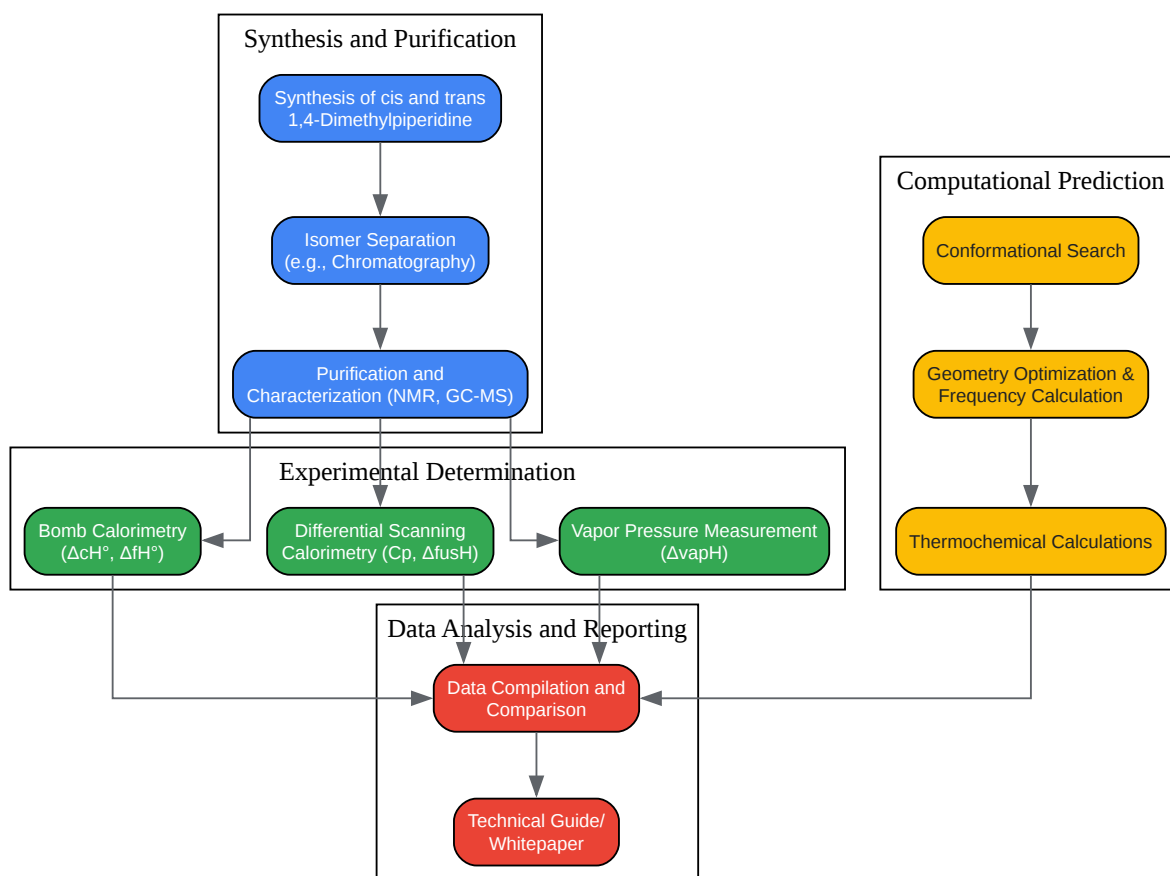 Synthesis and Purification
Synthesis of cis and trans
1,4-Dimethylpiperidine
Isomer Separation
(e.g., Chromatography)
Purification and
Characterization (NMR, GC-MS)
Computational Prediction
Conformational Search
Geometry Optimization &
Frequency Calculation
Thermochemical Calculations
Experimental Determination
Bomb Calorimetry
(ΔcH°, ΔfH°)
Differential Scanning
Calorimetry (Cp, ΔfusH)
Vapor Pressure Measurement
(ΔvapH)
Data Analysis and Reporting
Data Compilation and
Comparison
Technical Guide/
Whitepaper